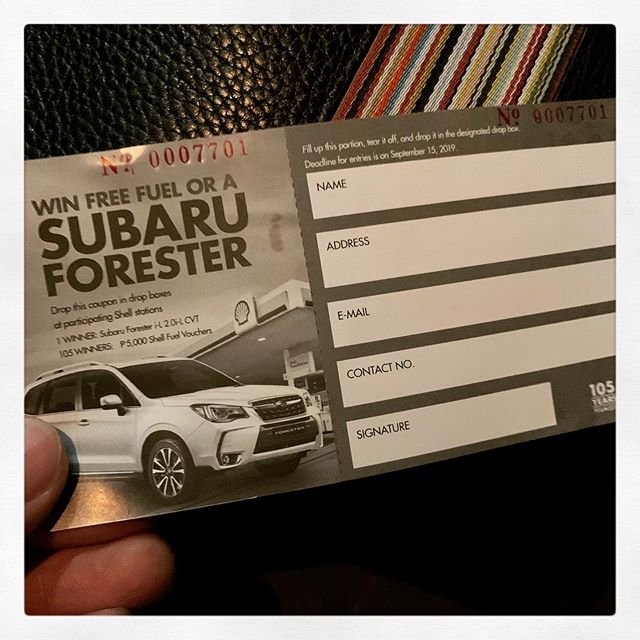 Nº 0007701
WIN FREE FUEL OR A
SUBARU
FORESTER
Drop this coupon in drop boxes
at participating Shell stations
1 WINNER: Subaru Forester i-L 2.0i-L CVT
105 WINNERS: ₱5,000 Shell Fuel Vouchers
FORESTER
Nº 0007701
Fill up this portion, tear it off, and drop it in the designated drop box.
Deadline for entries is on September 15, 2019.
NAME
ADDRESS
E-MAIL
CONTACT NO.
SIGNATURE
105
YEARS